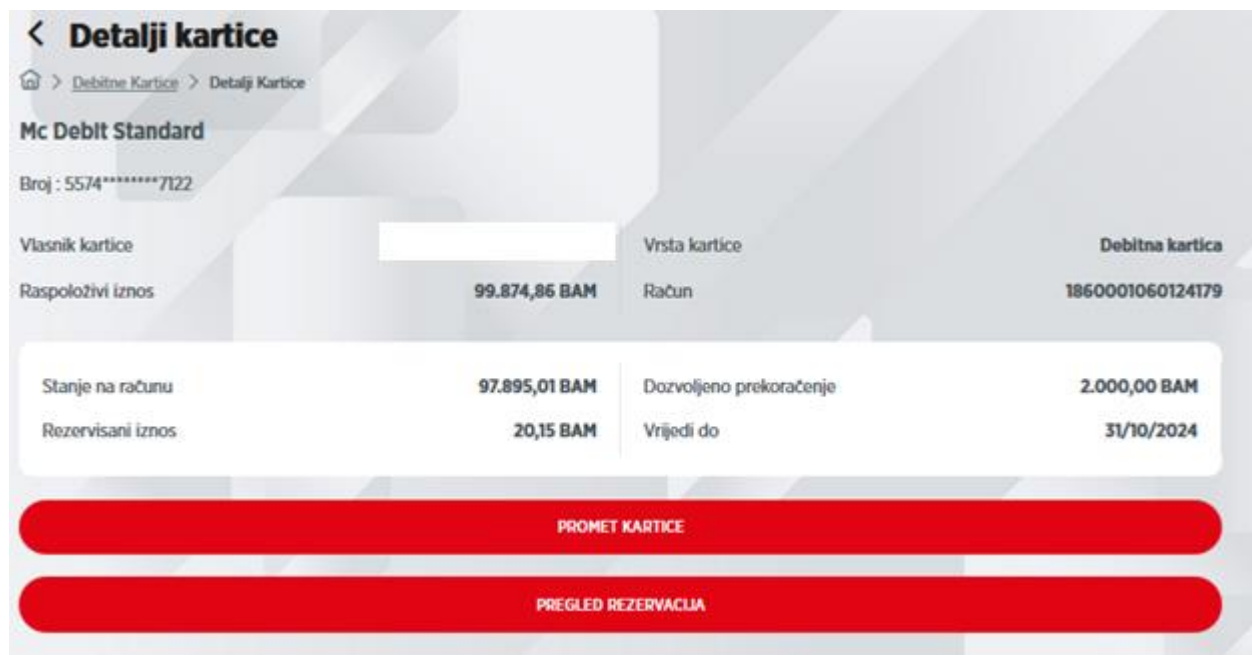 Detalji kartice
> Debitne Kartice > Detalji Kartice
Mc Debit Standard
Broj : 5574********7122
Vlasnik kartice Vrsta kartice Debitna kartica
Raspoloživi iznos 99.874,86 BAM Račun 1860001060124179
Stanje na računu 97.895,01 BAM Dozvoljeno prekoračenje 2.000,00 BAM
Rezervisani iznos 20,15 BAM Vrijedi do 31/10/2024
PROMET KARTICE
PREGLED REZERVACIJA